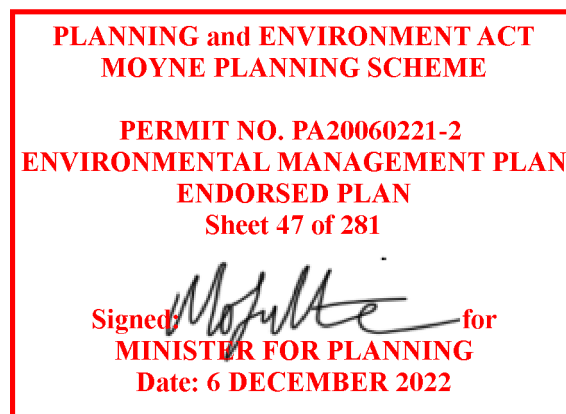 PLANNING and ENVIRONMENT ACT
MOYNE PLANNING SCHEME
PERMIT NO. PA20060221-2
ENVIRONMENTAL MANAGEMENT PLAN
ENDORSED PLAN
Sheet 47 of 281
Signed: for
MINISTER FOR PLANNING
Date: 6 DECEMBER 2022